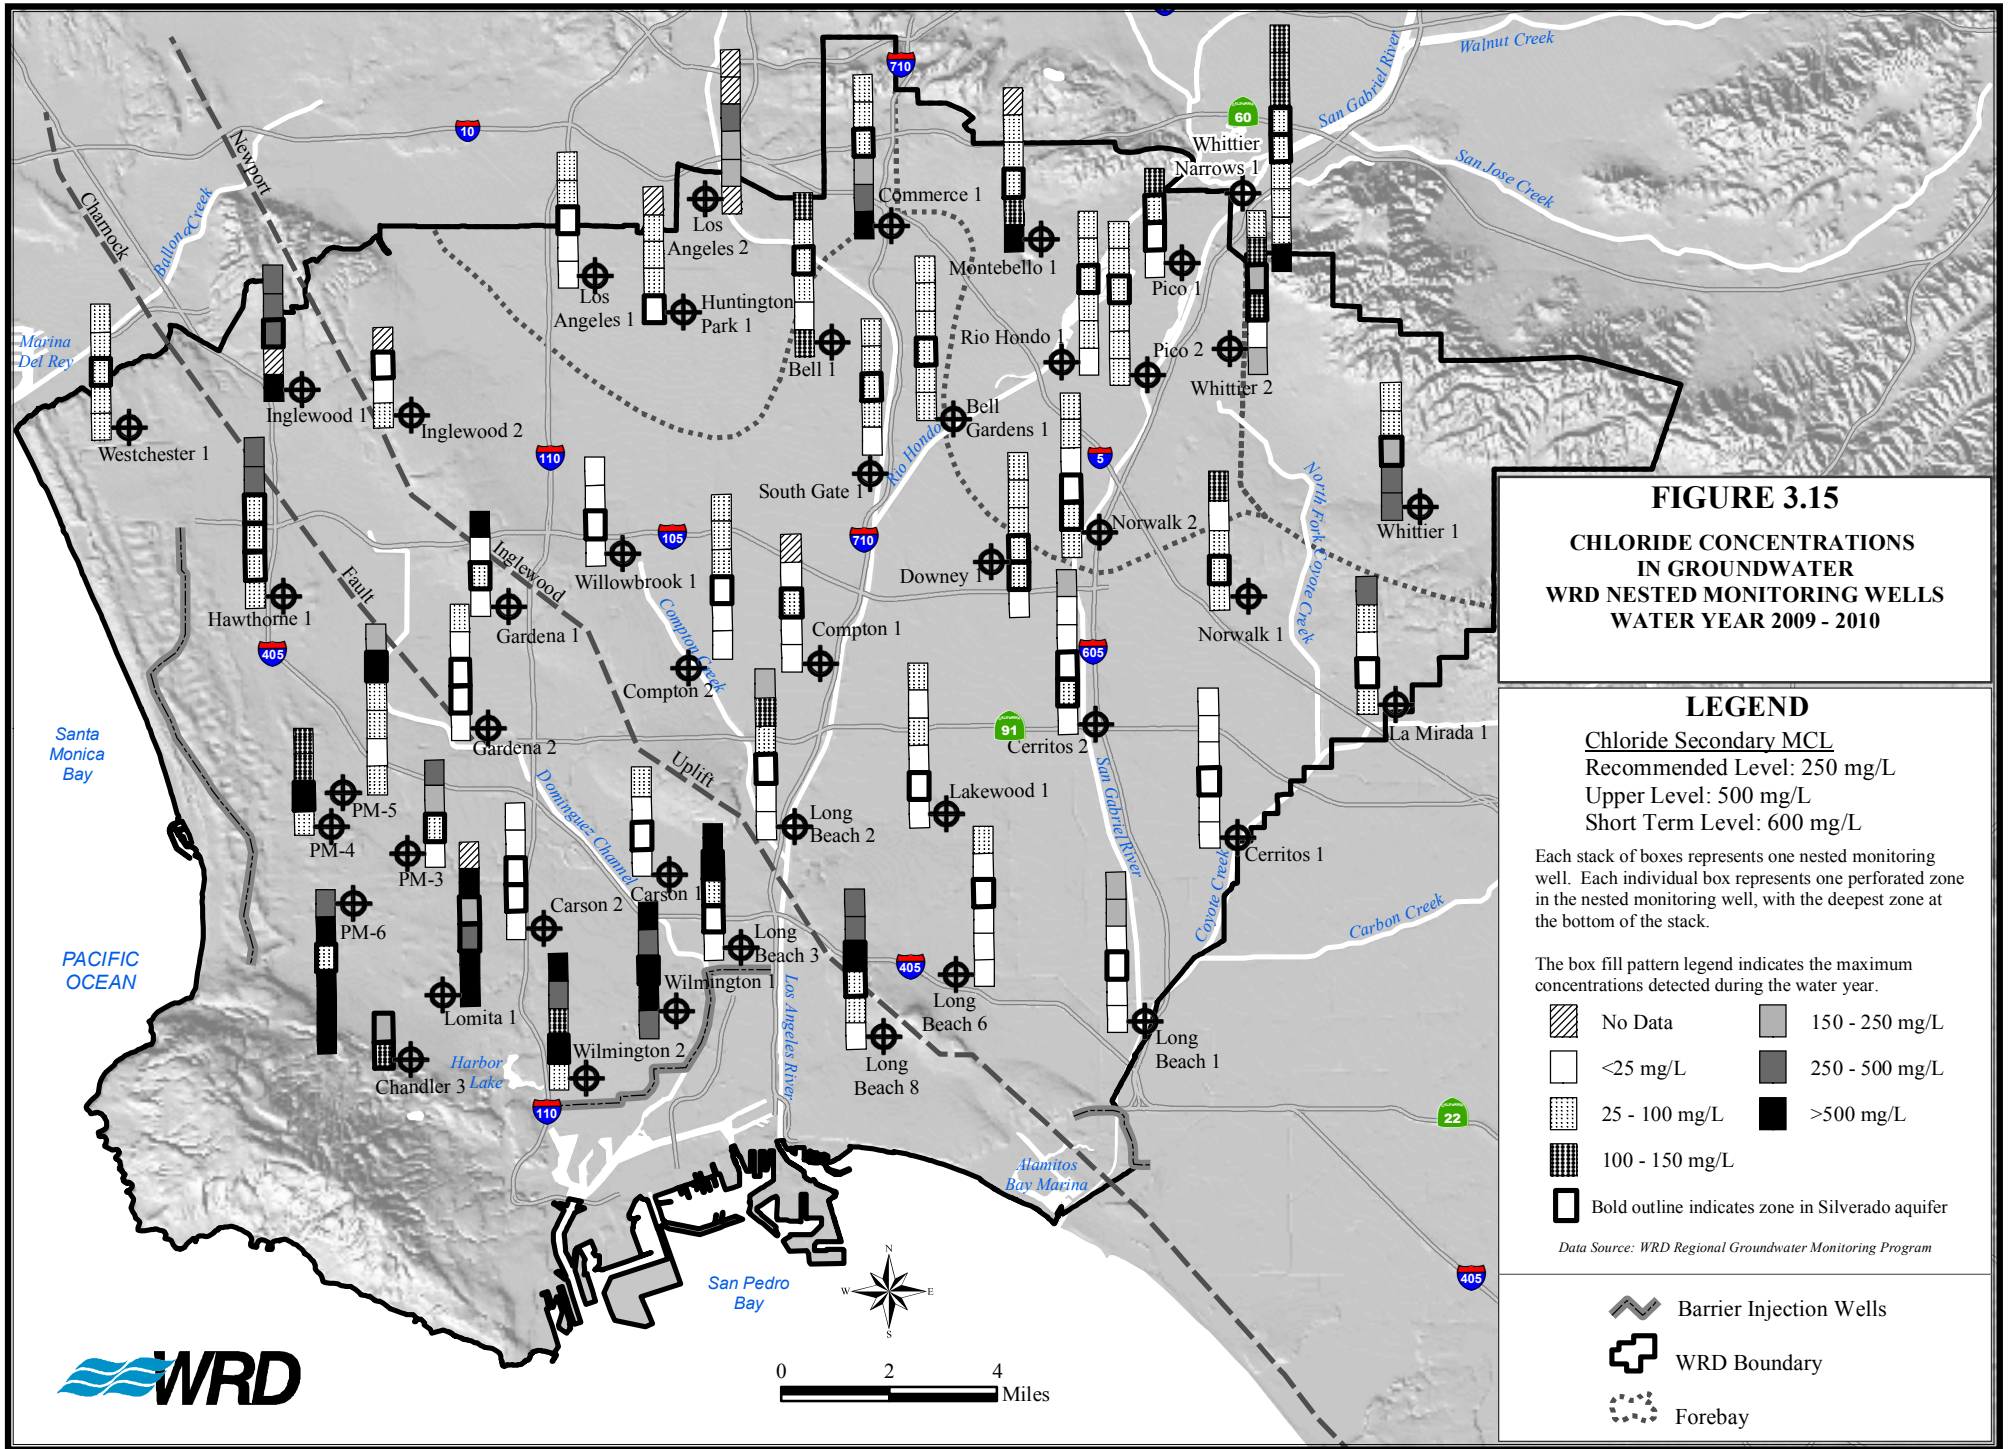 FIGURE 3.15
CHLORIDE CONCENTRATIONS
IN GROUNDWATER
WRD NESTED MONITORING WELLS
WATER YEAR 2009 - 2010
LEGEND
Chloride Secondary MCL
Recommended Level: 250 mg/L
Upper Level: 500 mg/L
Short Term Level: 600 mg/L
Each stack of boxes represents one nested monitoring
well. Each individual box represents one perforated zone
in the nested monitoring well, with the deepest zone at
the bottom of the stack.
The box fill pattern legend indicates the maximum
concentrations detected during the water year.
No Data
150 - 250 mg/L
<25 mg/L
250 - 500 mg/L
25 - 100 mg/L
>500 mg/L
100 - 150 mg/L
Bold outline indicates zone in Silverado aquifer
Data Source: WRD Regional Groundwater Monitoring Program
Barrier Injection Wells
WRD Boundary
Forebay
Walnut Creek
San Gabriel River
San Jose Creek
710
10
CALIFORNIA
60
Whittier
Narrows 1
Newport
Charnock
Ballona Creek
Los
Angeles 2
Commerce 1
Montebello 1
Pico 1
Los
Angeles 1
Huntington
Park 1
Bell 1
Rio Hondo 1
Pico 2
Whittier 2
Marina
Del Rey
Inglewood 1
Inglewood 2
Westchester 1
Bell
Gardens 1
Rio Hondo
110
5
South Gate 1
Whittier 1
North Fork Coyote Creek
Norwalk 2
105
710
Inglewood
Willowbrook 1
Downey 1
Fault
Hawthorne 1
Gardena 1
Compton Creek
Compton 1
Norwalk 1
405
605
Compton 2
Gardena 2
CALIFORNIA
91
Cerritos 2
La Mirada 1
Santa
Monica
Bay
Uplift
Dominguez Channel
San Gabriel River
Lakewood 1
PM-5
PM-4
PM-3
Long
Beach 2
Cerritos 1
Coyote Creek
Carson 1
Carson 2
PM-6
Long
Beach 3
Carbon Creek
PACIFIC
OCEAN
Wilmington 1
405
Long
Beach 6
Lomita 1
Los Angeles River
Wilmington 2
Long
Beach 8
Long
Beach 1
Chandler 3
Harbor
Lake
110
CALIFORNIA
22
Alamitos
Bay Marina
San Pedro
Bay
N
W
E
S
405
WRD
0
2
4
Miles